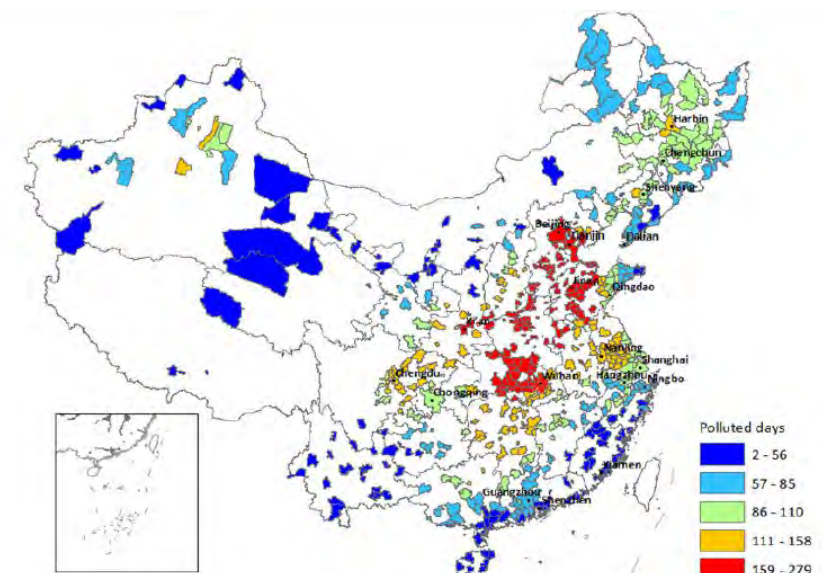 Harbin
Chengchun
Shenyang
Beijing
Tianjin
Dalian
Jinan
Qingdao
Xi'an
Nanjing
Shanghai
Chengdu
Wuhan
Hangzhou
Ningbo
Chongqing
Xiamen
Guangzhou
Shenzhen
Polluted days
2 - 56
57 - 85
86 - 110
111 - 158
159 - 279